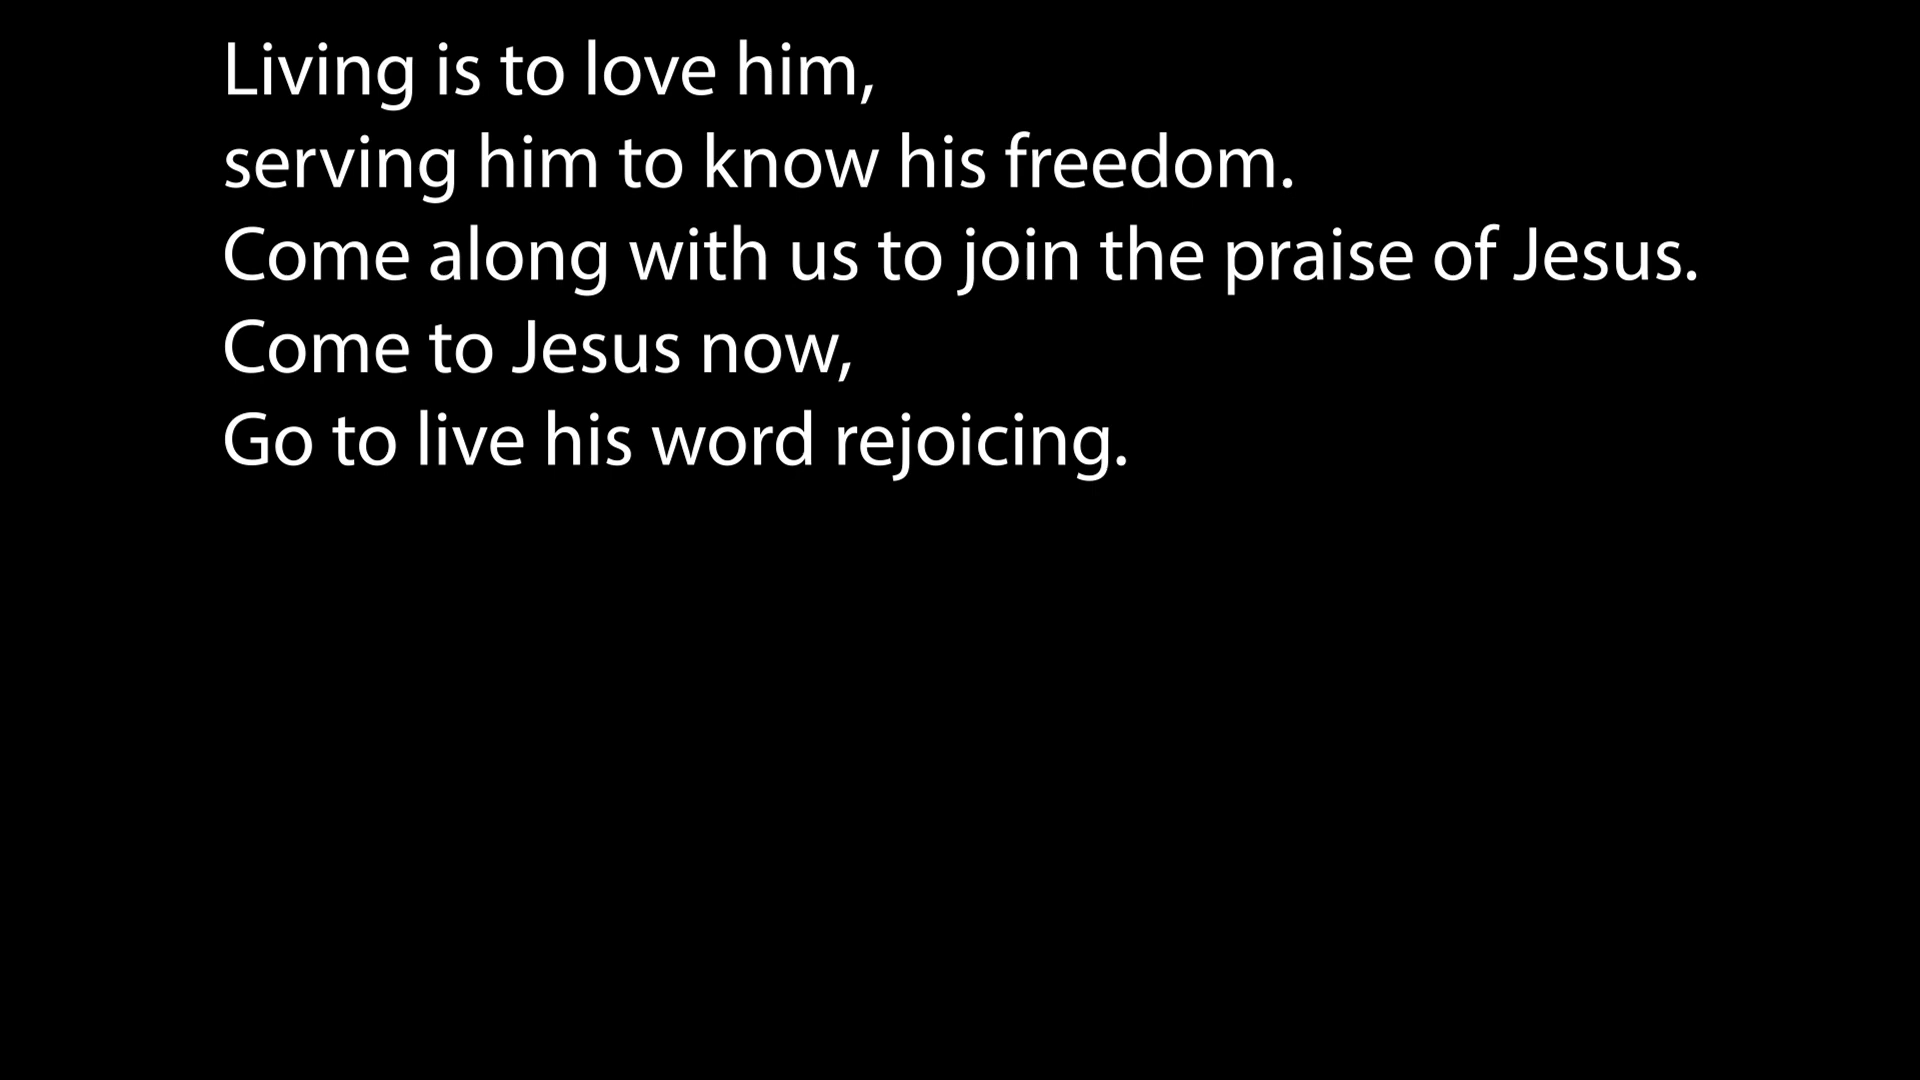 Living is to love him,
serving him to know his freedom.
Come along with us to join the praise of Jesus.
Come to Jesus now,
Go to live his word rejoicing.